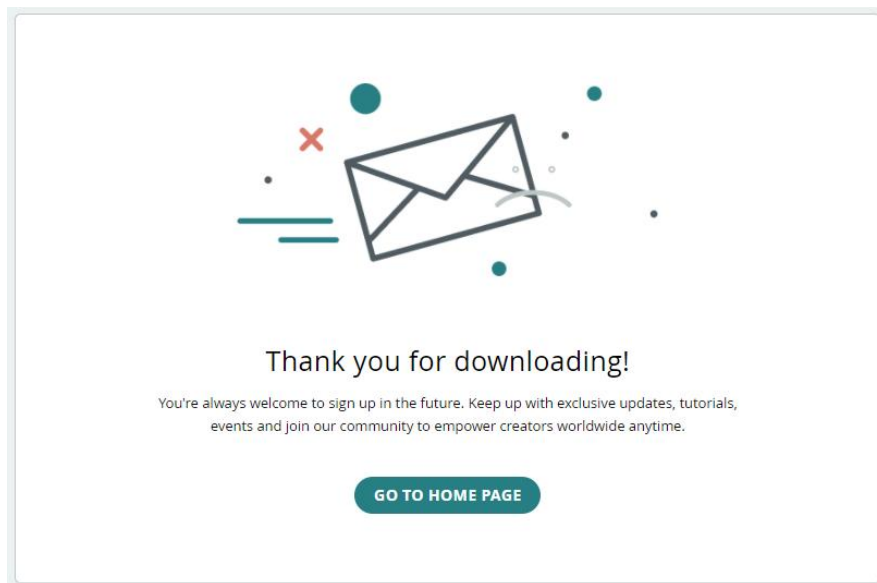 Thank you for downloading!
You're always welcome to sign up in the future. Keep up with exclusive updates, tutorials,
events and join our community to empower creators worldwide anytime.
GO TO HOME PAGE